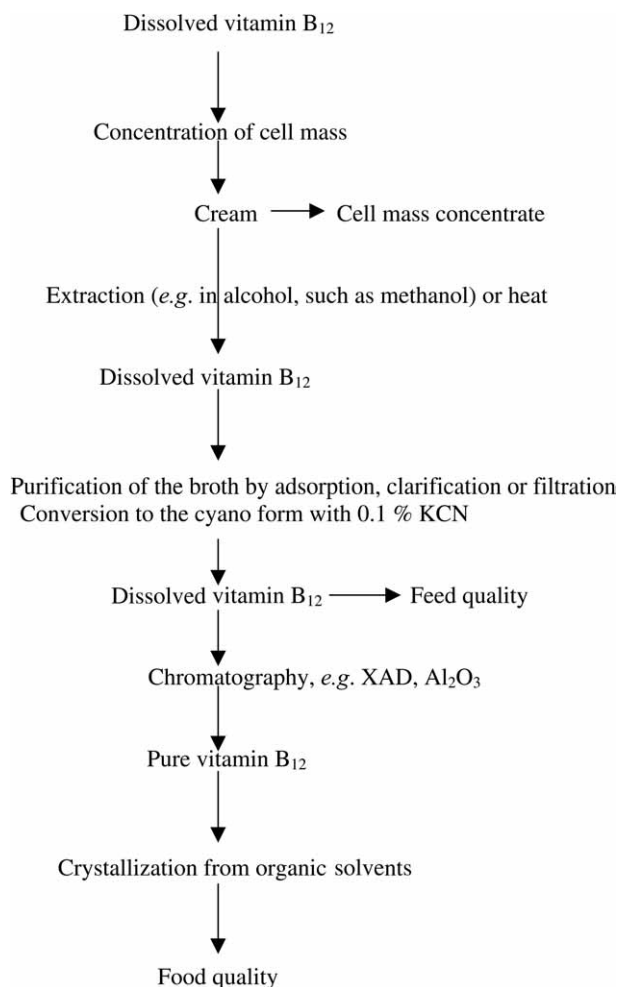 Dissolved vitamin B₁₂
Concentration of cell mass
Cream
Cell mass concentrate
Extraction (e.g. in alcohol, such as methanol) or heat
Dissolved vitamin B₁₂
Purification of the broth by adsorption, clarification or filtration
Conversion to the cyano form with 0.1 % KCN
Dissolved vitamin B₁₂
Feed quality
Chromatography, e.g. XAD, Al₂O₃
Pure vitamin B₁₂
Crystallization from organic solvents
Food quality